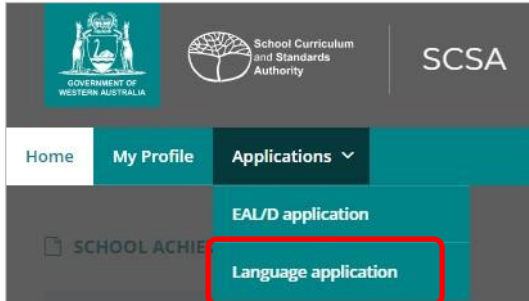 GOVERNMENT OF
WESTERN AUSTRALIA
School Curriculum
and Standards
Authority
SCSA
Home My Profile Applications
EAL/D application
SCHOOL ACHIE
Language application